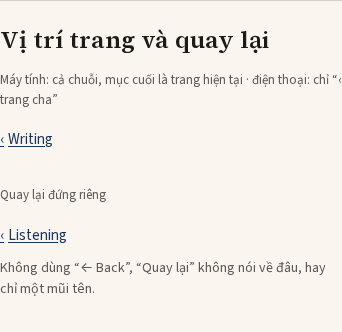 Vị trí trang và quay lại
Máy tính: cả chuỗi, mục cuối là trang hiện tại · điện thoại: chỉ “‹
trang cha”
‹ Writing
Quay lại đứng riêng
‹ Listening
Không dùng “← Back”, “Quay lại” không nói về đâu, hay
chỉ một mũi tên.